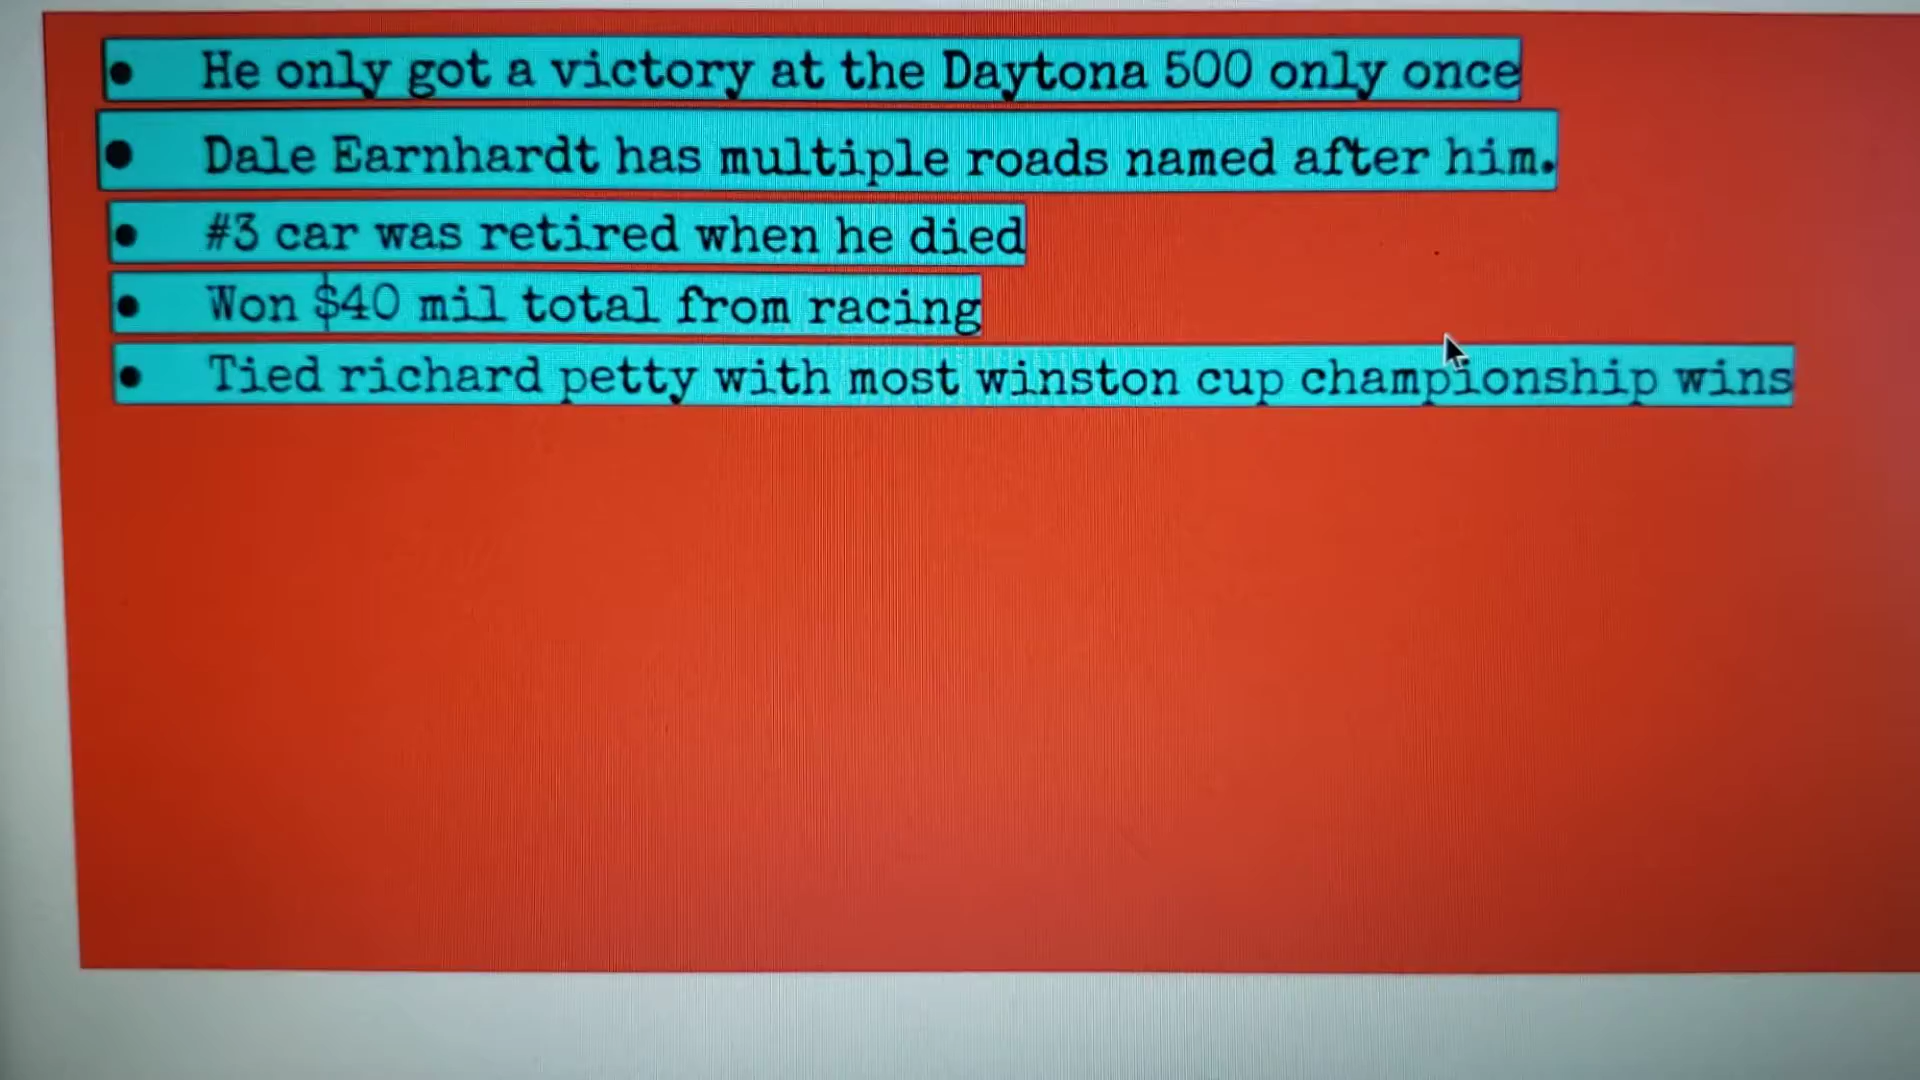 ● He only got a victory at the Daytona 500 only once
● Dale Earnhardt has multiple roads named after him.
● #3 car was retired when he died
● Won $40 mil total from racing
● Tied richard petty with most winston cup championship wins